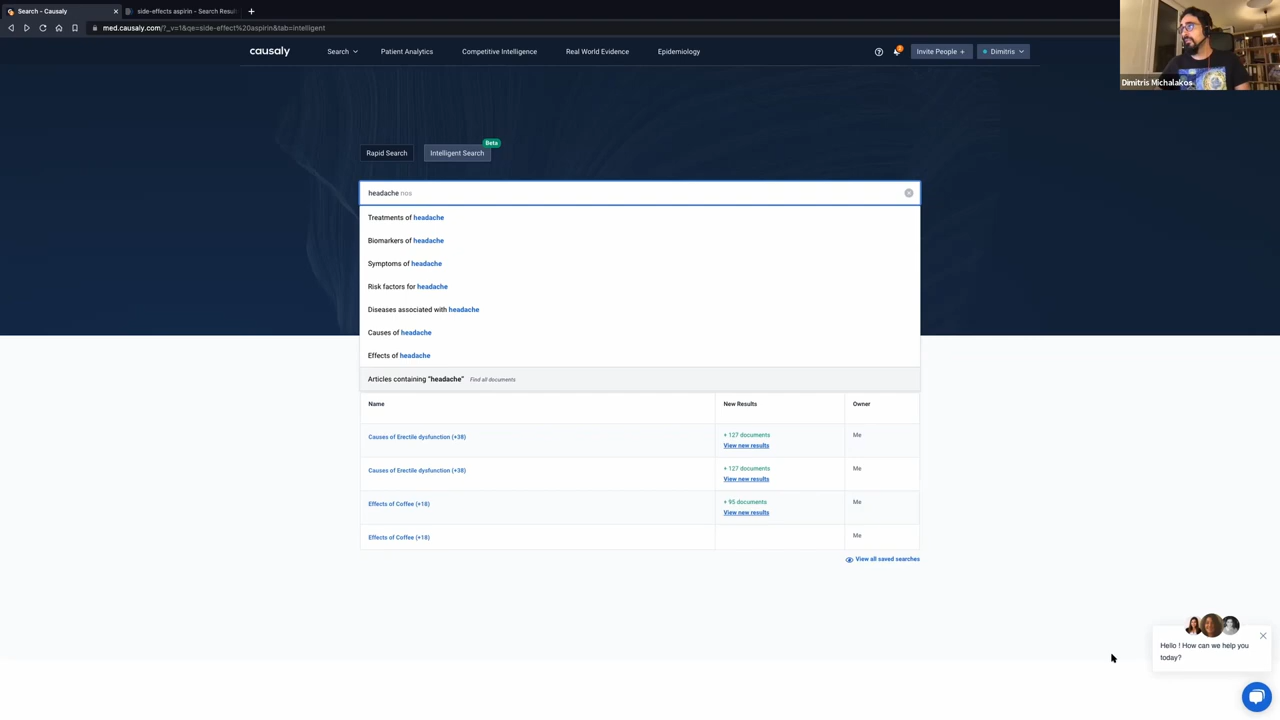 Search - Causaly
side-effects aspirin - Search Result
med.causaly.com/?_v=1&qe=side-effect%20aspirin&tab=intelligent
Dimitris Michalakos
causaly
Search
Patient Analytics
Competitive Intelligence
Real World Evidence
Epidemiology
Invite People +
Dimitris
Beta
Rapid Search
Intelligent Search
headache nos
Treatments of headache
Biomarkers of headache
Symptoms of headache
Risk factors for headache
Diseases associated with headache
Causes of headache
Effects of headache
Articles containing "headache" Find all documents
Name
New Results
Owner
Causes of Erectile dysfunction (+38)
+ 127 documents
View new results
Me
Causes of Erectile dysfunction (+38)
+ 127 documents
View new results
Me
Effects of Coffee (+18)
+ 95 documents
View new results
Me
Effects of Coffee (+18)
Me
View all saved searches
Hello ! How can we help you
today?